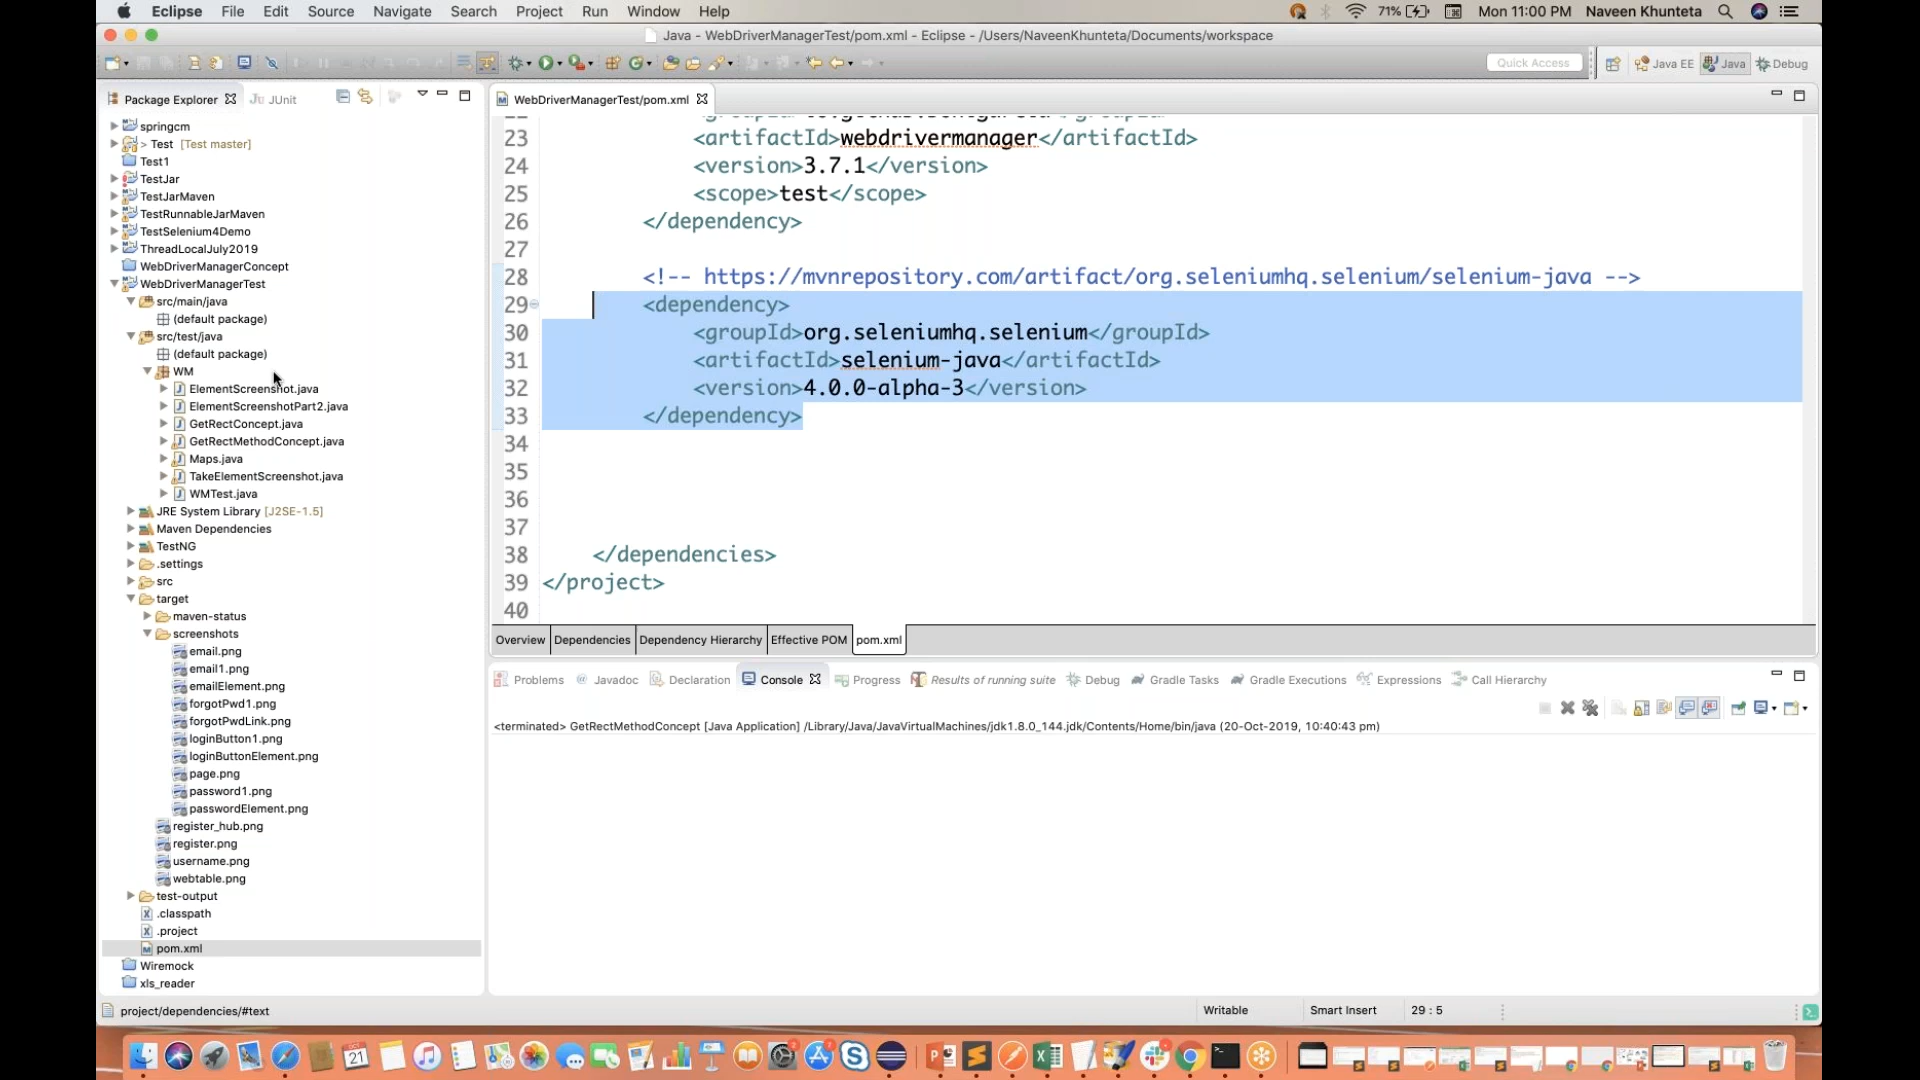 Eclipse File Edit Source Navigate Search Project Run Window Help 71% Mon 11:00 PM Naveen Khunteta
Java - WebDriverManagerTest/pom.xml - Eclipse - /Users/NaveenKhunteta/Documents/workspace
Quick Access Java EE Java Debug
Package Explorer JUnit
springcm
> Test [Test master]
Test1
TestJar
TestJarMaven
TestRunnableJarMaven
TestSelenium4Demo
ThreadLocalJuly2019
WebDriverManagerConcept
WebDriverManagerTest
src/main/java
(default package)
src/test/java
(default package)
WM
ElementScreenshot.java
ElementScreenshotPart2.java
GetRectConcept.java
GetRectMethodConcept.java
Maps.java
TakeElementScreenshot.java
WMTest.java
JRE System Library [J2SE-1.5]
Maven Dependencies
TestNG
.settings
src
target
maven-status
screenshots
email.png
email1.png
emailElement.png
forgotPwd1.png
forgotPwdLink.png
loginButton1.png
loginButtonElement.png
page.png
password1.png
passwordElement.png
register_hub.png
register.png
username.png
webtable.png
test-output
.classpath
.project
pom.xml
Wiremock
xls_reader
WebDriverManagerTest/pom.xml
23 <artifactId>webdrivermanager</artifactId>
24 <version>3.7.1</version>
25 <scope>test</scope>
26 </dependency>
27
28 <!-- https://mvnrepository.com/artifact/org.seleniumhq.selenium/selenium-java -->
29 <dependency>
30 <groupId>org.seleniumhq.selenium</groupId>
31 <artifactId>selenium-java</artifactId>
32 <version>4.0.0-alpha-3</version>
33 </dependency>
34
35
36
37
38 </dependencies>
39 </project>
40
Overview Dependencies Dependency Hierarchy Effective POM pom.xml
Problems Javadoc Declaration Console Progress Results of running suite Debug Gradle Tasks Gradle Executions Expressions Call Hierarchy
<terminated> GetRectMethodConcept [Java Application] /Library/Java/JavaVirtualMachines/jdk1.8.0_144.jdk/Contents/Home/bin/java (20-Oct-2019, 10:40:43 pm)
project/dependencies/#text Writable Smart Insert 29 : 5
21